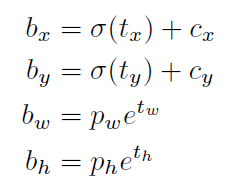 b_x = σ(t_x) + c_x
b_y = σ(t_y) + c_y
b_w = p_w e^{t_w}
b_h = p_h e^{t_h}